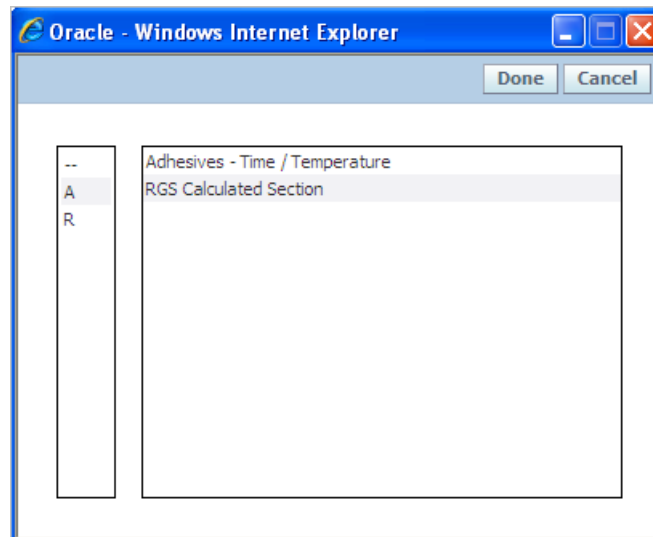 Oracle - Windows Internet Explorer
Done Cancel
--
A
R
Adhesives - Time / Temperature
RGS Calculated Section